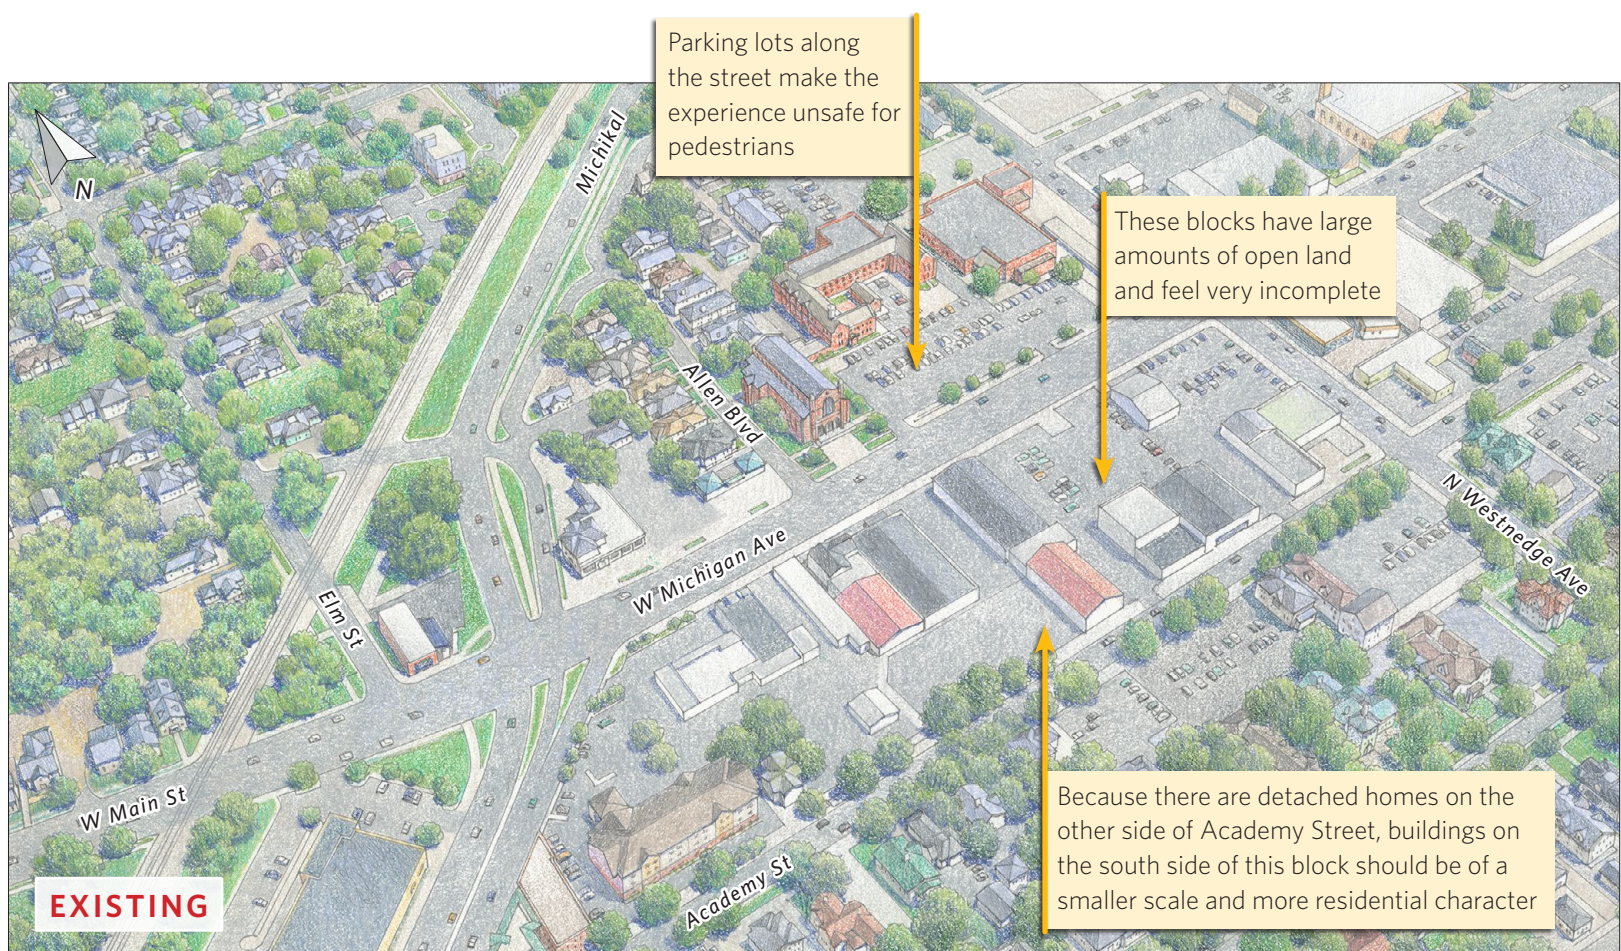 Parking lots along
the street make the
experience unsafe for
pedestrians
Michikal
N
These blocks have large
amounts of open land
and feel very incomplete
Allen Blvd
N Westnedge Ave
W Michigan Ave
Elm St
W Main St
Because there are detached homes on the
other side of Academy Street, buildings on
the south side of this block should be of a
smaller scale and more residential character
Academy St
EXISTING